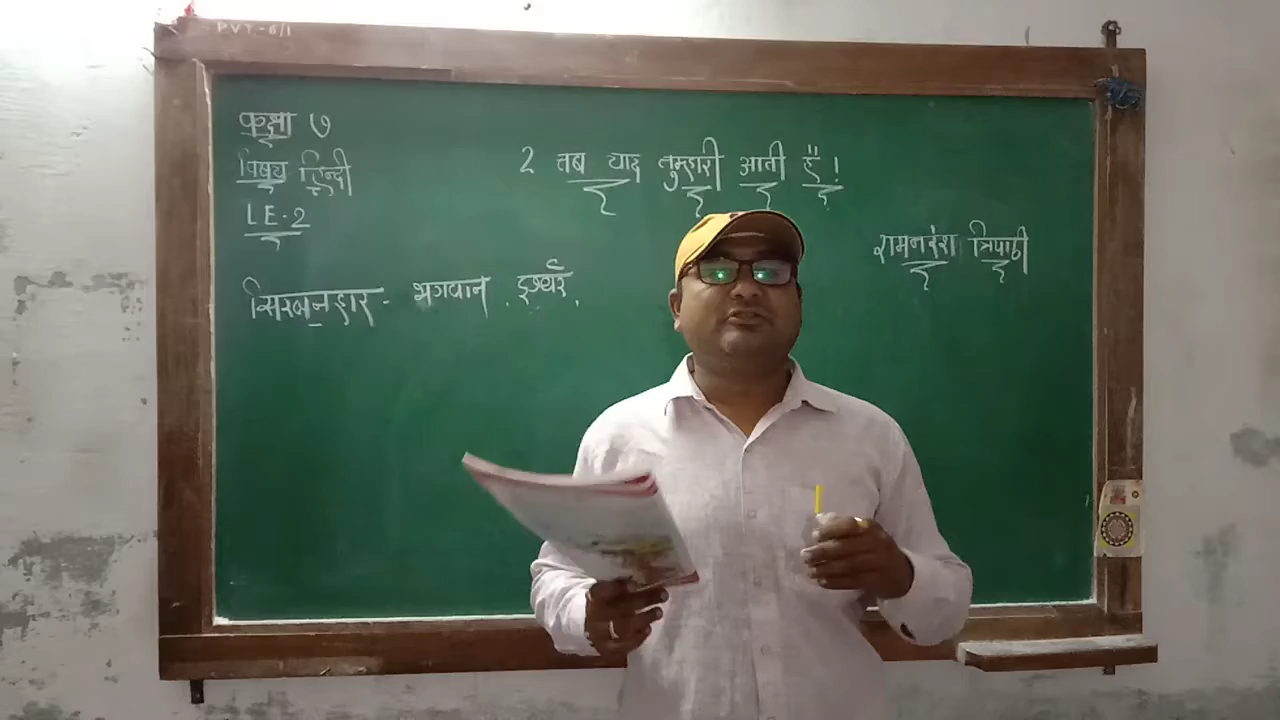 PVT-6/1
कक्षा ७
विषय हिन्दी
LE-2
2 तब याद तुम्हारी आती हैं !
रामनरेश त्रिपाठी
सिरजनहार - भगवान, ईश्वर,